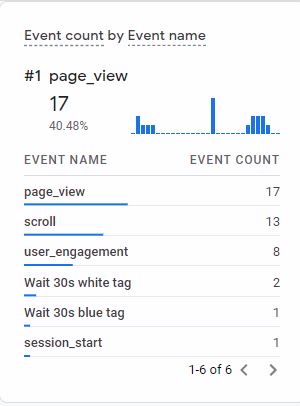 Event count by Event name
#1 page_view
17
40.48%
EVENT NAME EVENT COUNT
page_view 17
scroll 13
user_engagement 8
Wait 30s white tag 2
Wait 30s blue tag 1
session_start 1
1-6 of 6